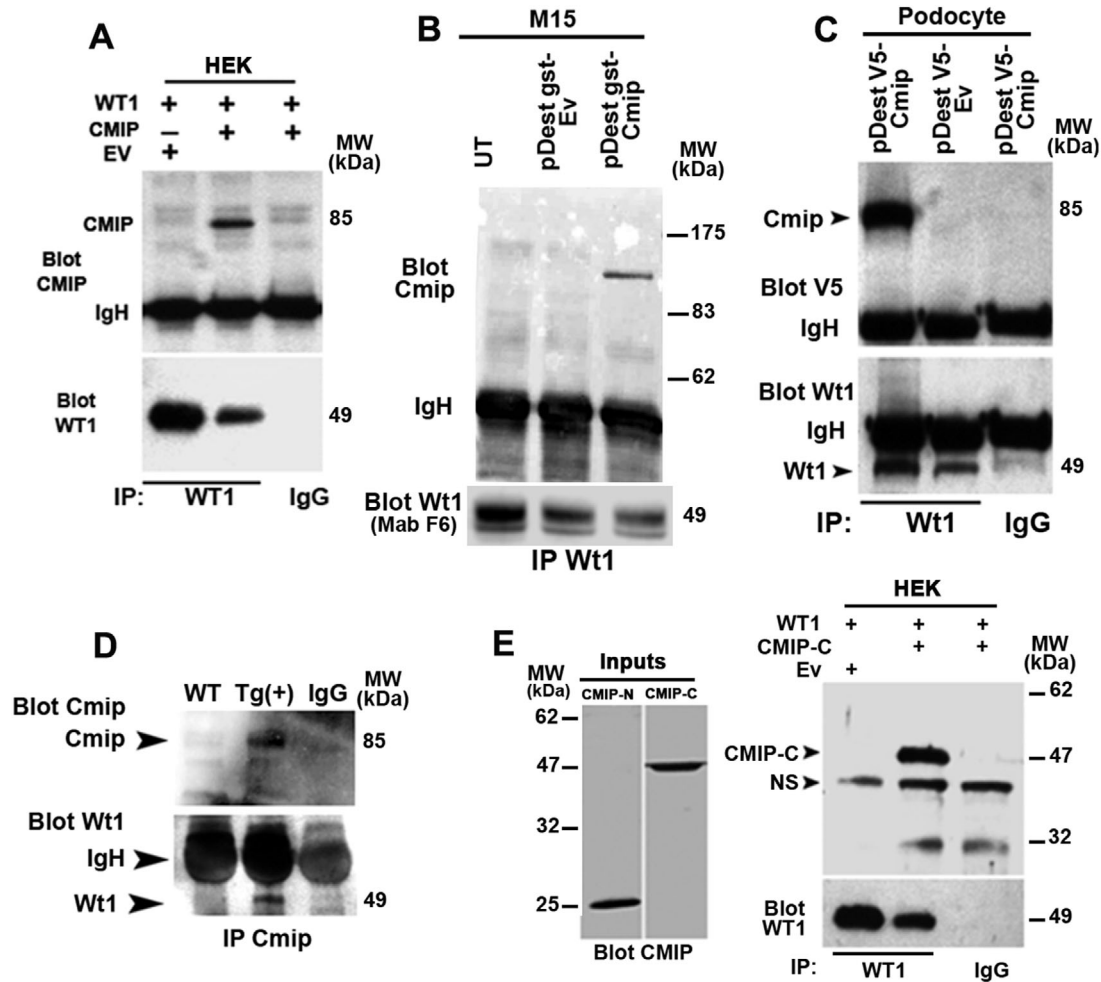 A
HEK
WT1 + + +
CMIP – + +
EV +
MW
(kDa)
CMIP
85
Blot
CMIP
IgH
Blot
WT1
49
IP: WT1 IgG
B
M15
UT
pDest gst-
Ev
pDest gst-
Cmip
MW
(kDa)
175
Blot
Cmip
83
62
IgH
Blot Wt1
(Mab F6)
49
IP Wt1
C
Podocyte
pDest V5-
Cmip
pDest V5-
Ev
pDest V5-
Cmip
MW
(kDa)
Cmip
85
Blot V5
IgH
Blot Wt1
IgH
Wt1
49
IP: Wt1 IgG
D
WT Tg(+) IgG
MW
(kDa)
Blot Cmip
Cmip
85
Blot Wt1
IgH
Wt1
49
IP Cmip
E
Inputs
MW
(kDa)
CMIP-N CMIP-C
62
47
32
25
Blot CMIP
HEK
WT1 + + +
CMIP-C + +
Ev +
MW
(kDa)
62
CMIP-C
47
NS
32
Blot
WT1
49
IP: WT1 IgG